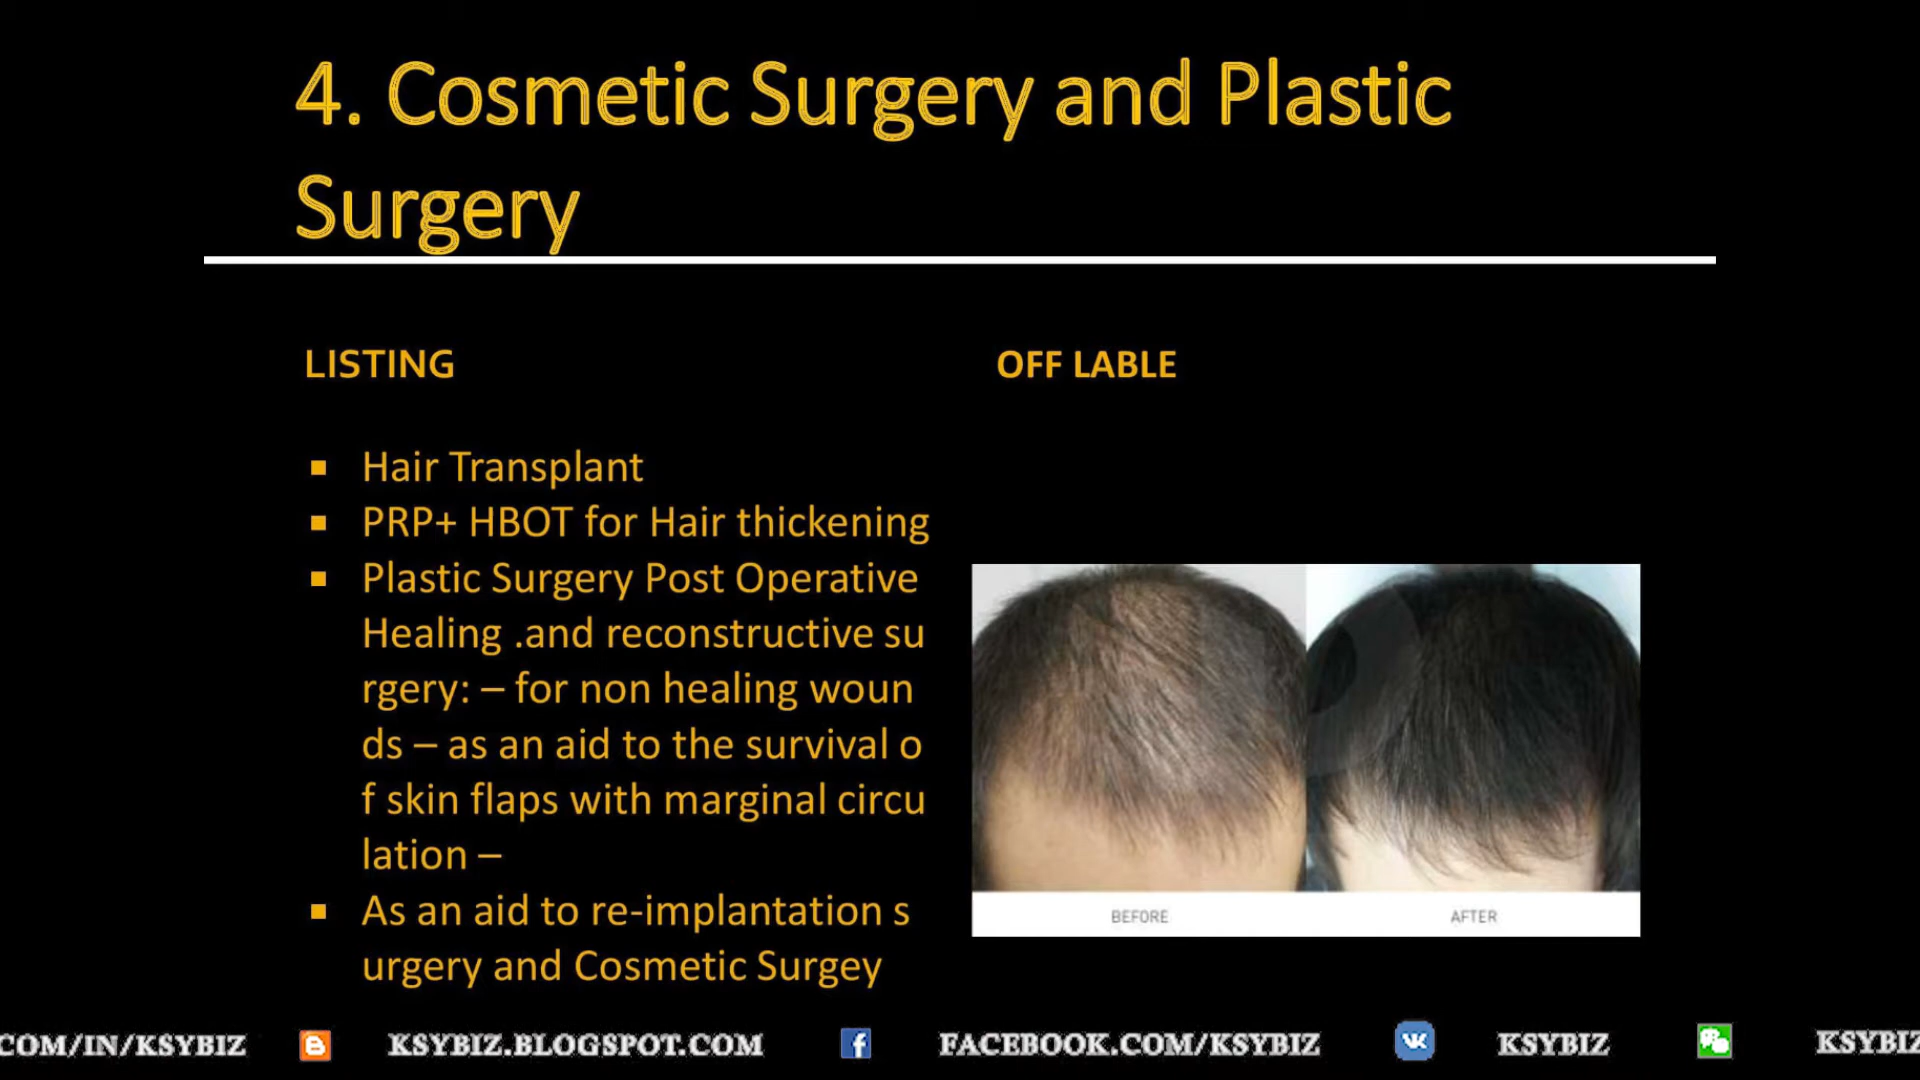 4. Cosmetic Surgery and Plastic
Surgery
LISTING
OFF LABLE
▪ Hair Transplant
▪ PRP+ HBOT for Hair thickening
▪ Plastic Surgery Post Operative
Healing .and reconstructive su
rgery: – for non healing woun
ds – as an aid to the survival o
f skin flaps with marginal circu
lation –
▪ As an aid to re-implantation s
urgery and Cosmetic Surgey
BEFORE
AFTER
COM/IN/KSYBIZ KSYBIZ.BLOGSPOT.COM FACEBOOK.COM/KSYBIZ KSYBIZ KSYBIZ